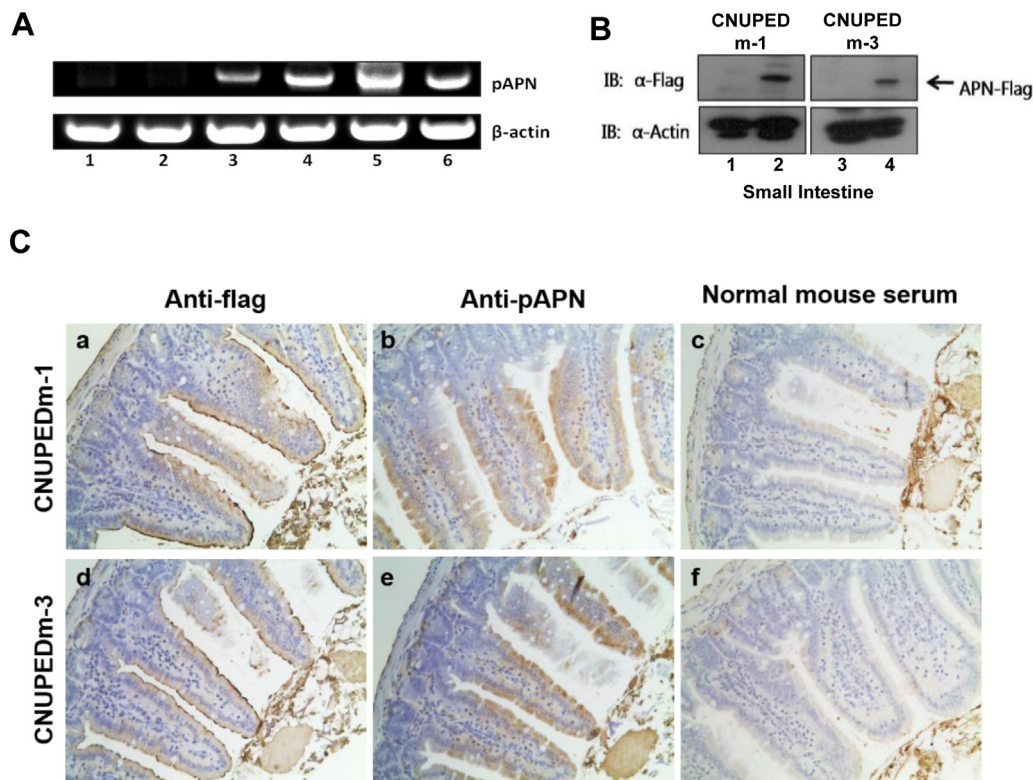 A
pAPN
β-actin
1 2 3 4 5 6
B
CNUPED m-1
CNUPED m-3
IB: α-Flag
APN-Flag
IB: α-Actin
1 2 3 4
Small Intestine
C
Anti-flag Anti-pAPN Normal mouse serum
CNUPEDm-1
a b c
CNUPEDm-3
d e f